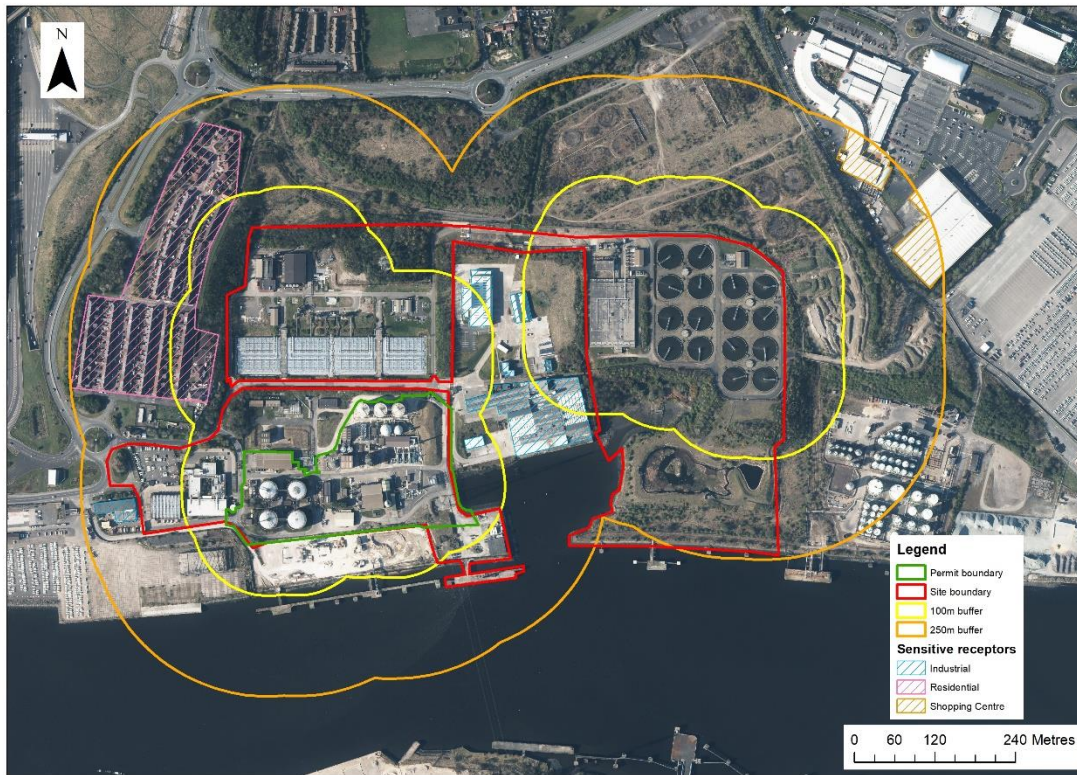 N
Legend
Permit boundary
Site boundary
100m buffer
250m buffer
Sensitive receptors
Industrial
Residential
Shopping Centre
0 60 120 240 Metres